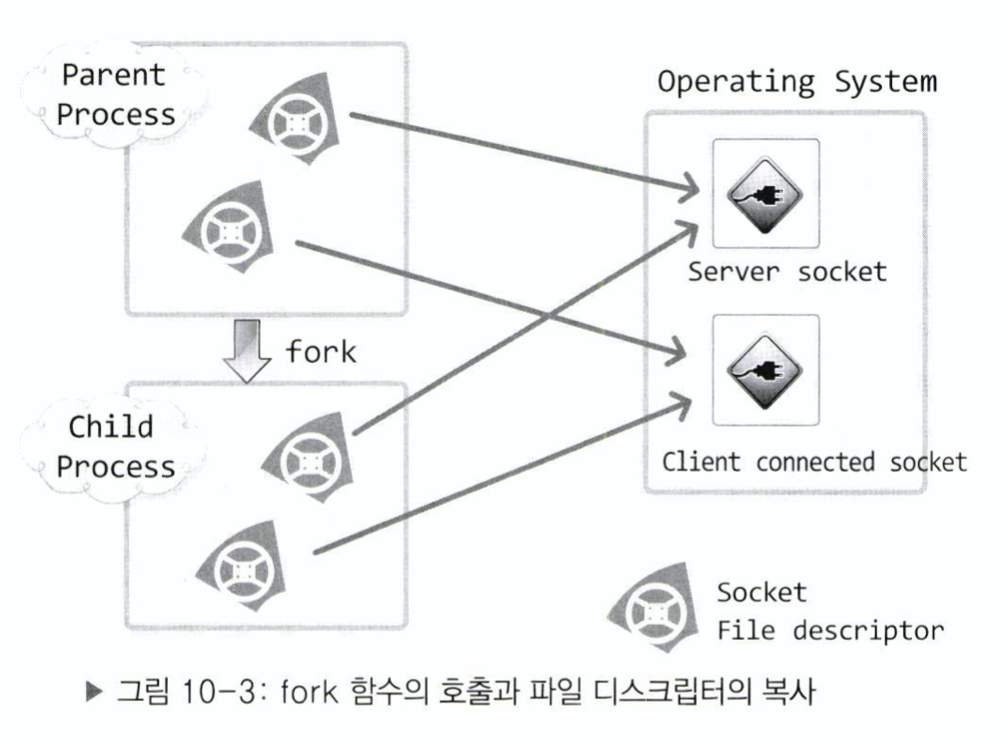 Parent
Process
Operating System
Server socket
fork
Child
Process
Client connected socket
Socket
File descriptor
▶ 그림 10-3: fork 함수의 호출과 파일 디스크립터의 복사